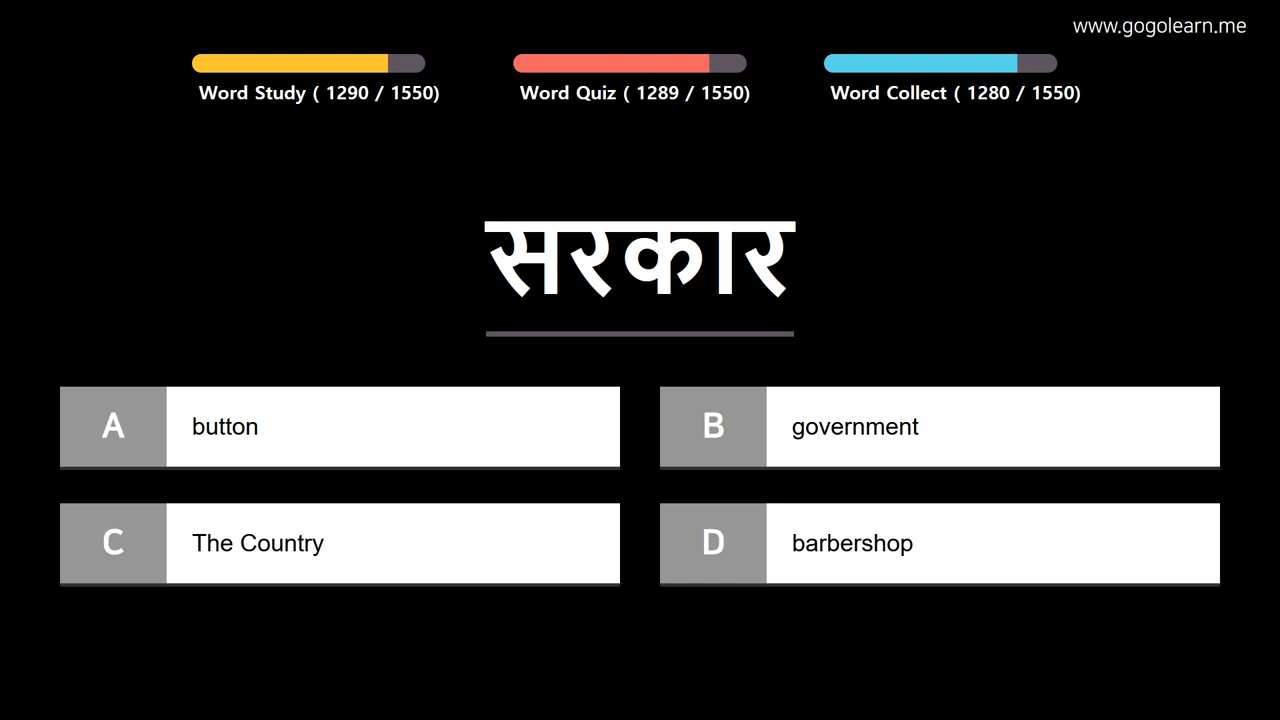 www.gogolearn.me
Word Study ( 1290 / 1550)
Word Quiz ( 1289 / 1550)
Word Collect ( 1280 / 1550)
सरकार
A button
B government
C The Country
D barbershop